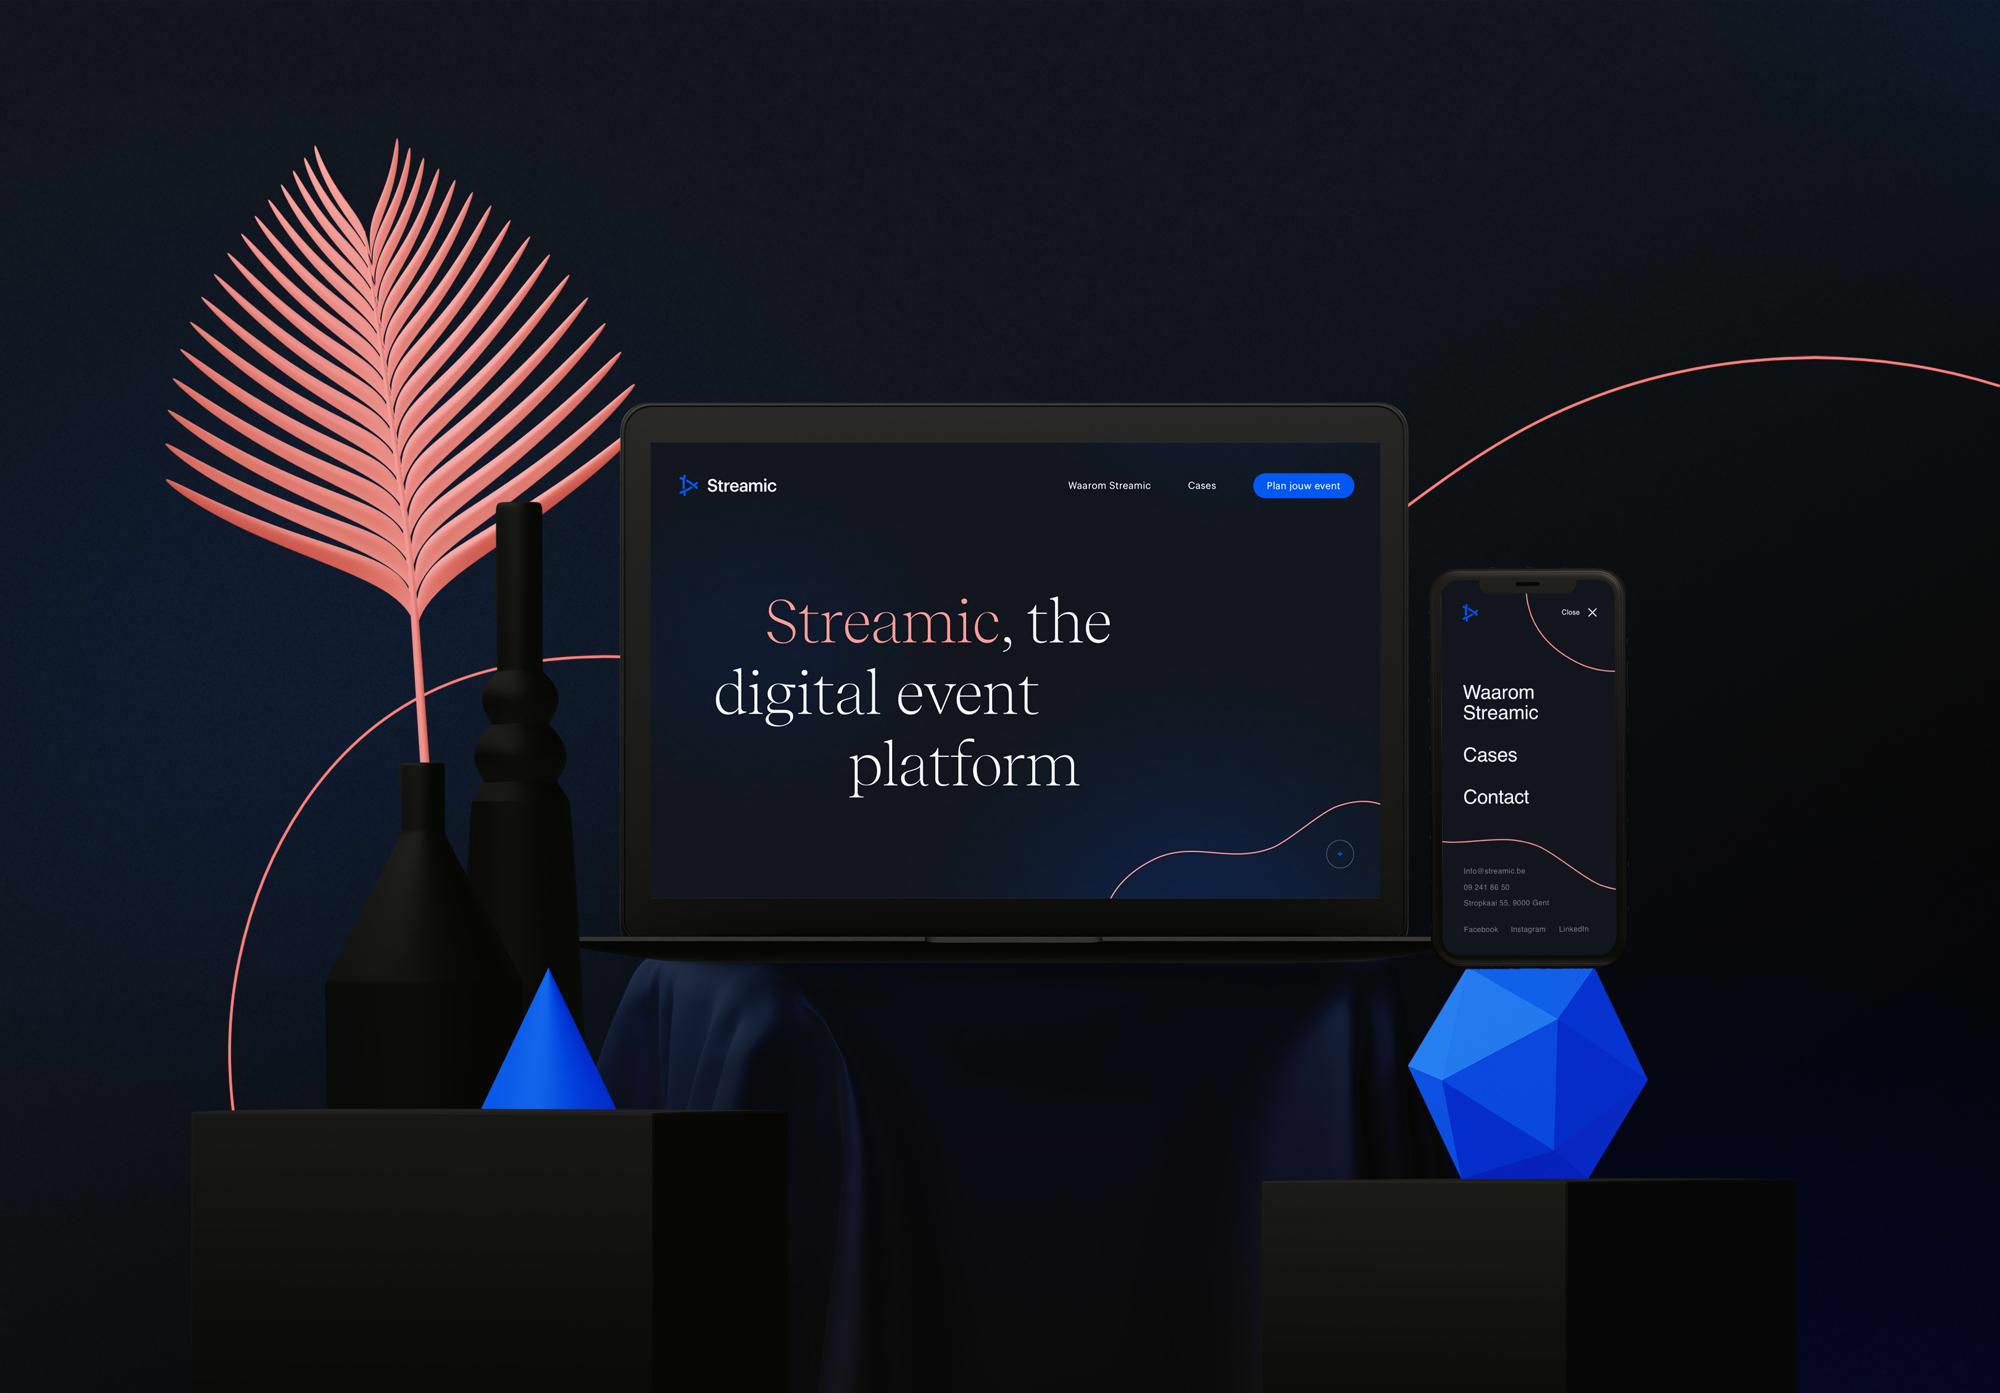 Streamic
Waarom Streamic
Cases
Plan jouw event
Streamic, the
digital event
platform
Close
Waarom
Streamic
Cases
Contact
Info@streamic.be
09 241 86 50
Stropkaai 55, 9000 Gent
Facebook Instagram LinkedIn